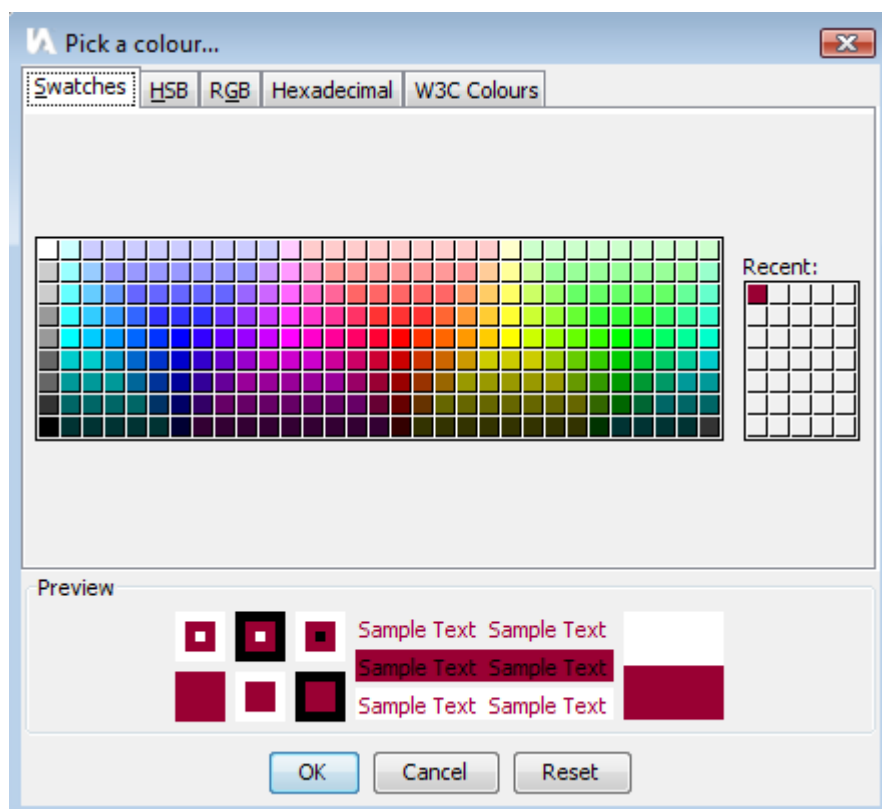 Pick a colour...
Swatches HSB RGB Hexadecimal W3C Colours
Recent:
Preview
Sample Text Sample Text
Sample Text Sample Text
Sample Text Sample Text
OK Cancel Reset